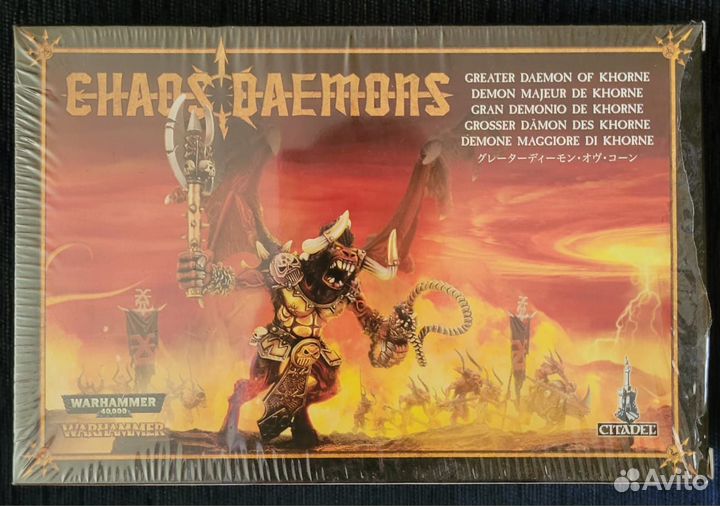 CHAOS DAEMONS
GREATER DAEMON OF KHORNE
DEMON MAJEUR DE KHORNE
GRAN DEMONIO DE KHORNE
GROSSER DÄMON DES KHORNE
DEMONE MAGGIORE DI KHORNE
グレーターディーモン・オヴ・コーン
WARHAMMER
40,000
WARHAMMER
CITADEL
Avito